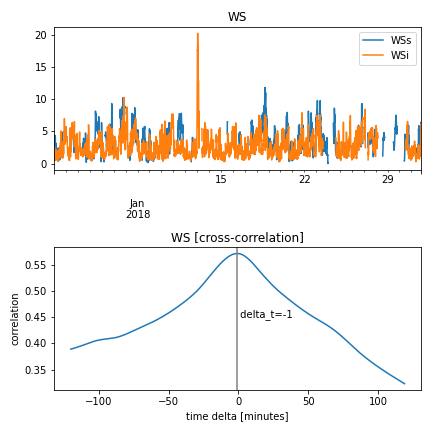 WS
20
15
10
5
0
WSs
WSi
15
22
29
Jan
2018
WS [cross-correlation]
0.55
0.50
0.45
0.40
0.35
correlation
delta_t=-1
−100
−50
0
50
100
time delta [minutes]